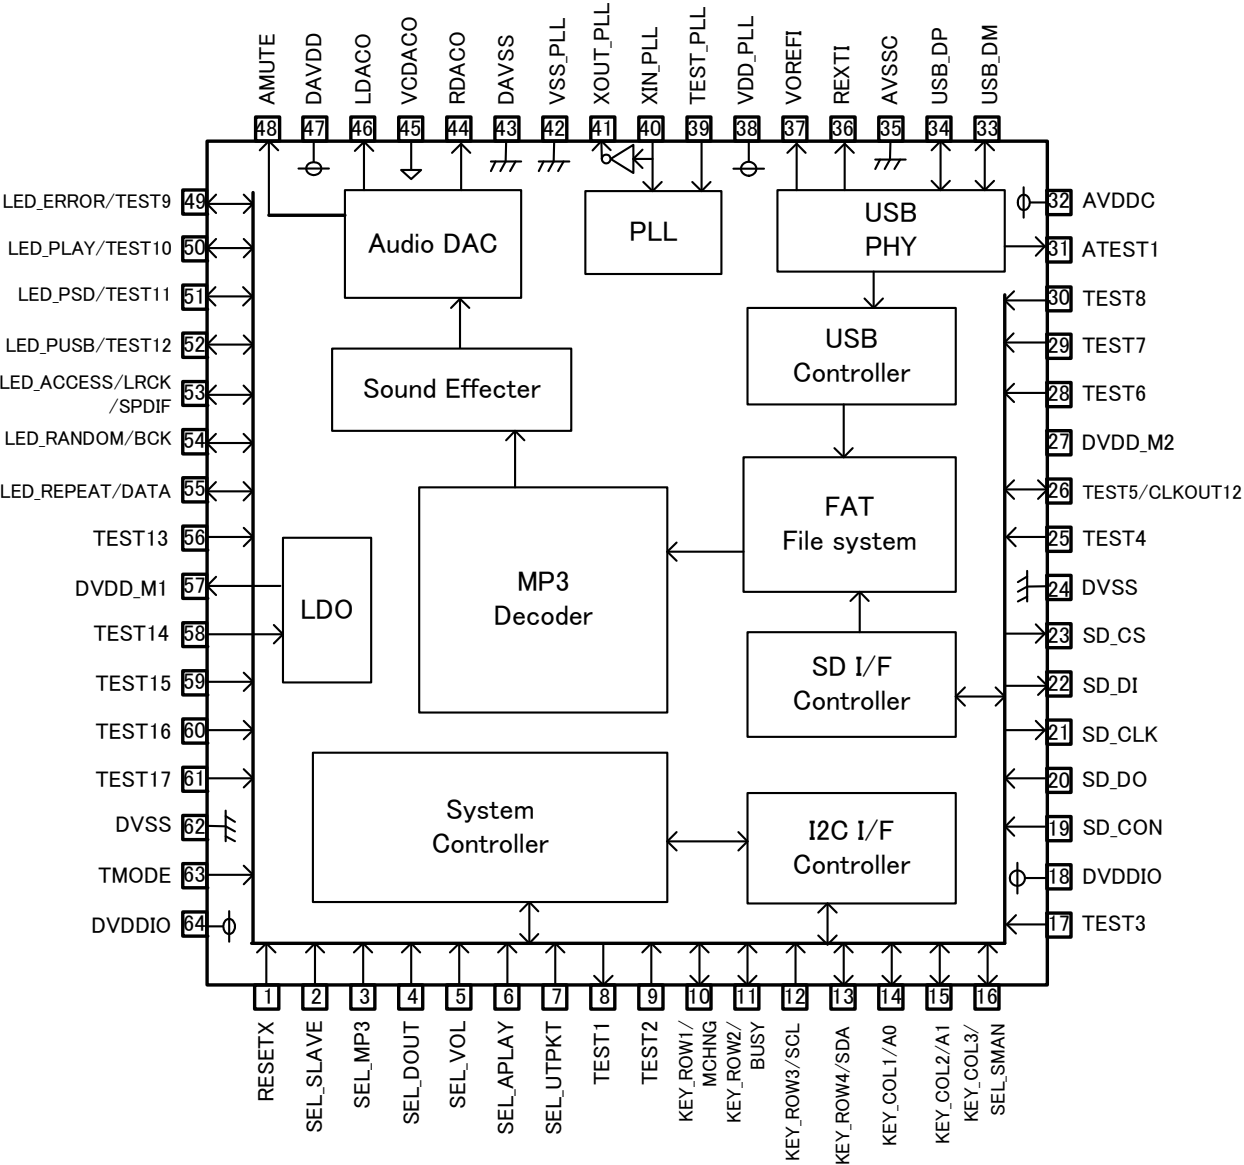 AMUTE
DAVDD
LDACO
VCDACO
RDACO
DAVSS
VSS_PLL
XOUT_PLL
XIN_PLL
TEST_PLL
VDD_PLL
VOREFI
REXTI
AVSSC
USB_DP
USB_DM
48 47 46 45 44 43 42 41 40 39 38 37 36 35 34 33
LED_ERROR/TEST9 49
LED_PLAY/TEST10 50
LED_PSD/TEST11 51
LED_PUSB/TEST12 52
LED_ACCESS/LRCK
/SPDIF 53
LED_RANDOM/BCK 54
LED_REPEAT/DATA 55
TEST13 56
DVDD_M1 57
TEST14 58
TEST15 59
TEST16 60
TEST17 61
DVSS 62
TMODE 63
DVDDIO 64
Audio DAC
PLL
USB
PHY
USB
Controller
Sound Effecter
FAT
File system
MP3
Decoder
LDO
SD I/F
Controller
System
Controller
I2C I/F
Controller
32 AVDDC
31 ATEST1
30 TEST8
29 TEST7
28 TEST6
27 DVDD_M2
26 TEST5/CLKOUT12
25 TEST4
24 DVSS
23 SD_CS
22 SD_DI
21 SD_CLK
20 SD_DO
19 SD_CON
18 DVDDIO
17 TEST3
1 2 3 4 5 6 7 8 9 10 11 12 13 14 15 16
RESETX
SEL_SLAVE
SEL_MP3
SEL_DOUT
SEL_VOL
SEL_APLAY
SEL_UTPKT
TEST1
TEST2
KEY_ROW1/
MCHNG
KEY_ROW2/
BUSY
KEY_ROW3/SCL
KEY_ROW4/SDA
KEY_COL1/A0
KEY_COL2/A1
KEY_COL3/
SEL_SMAN